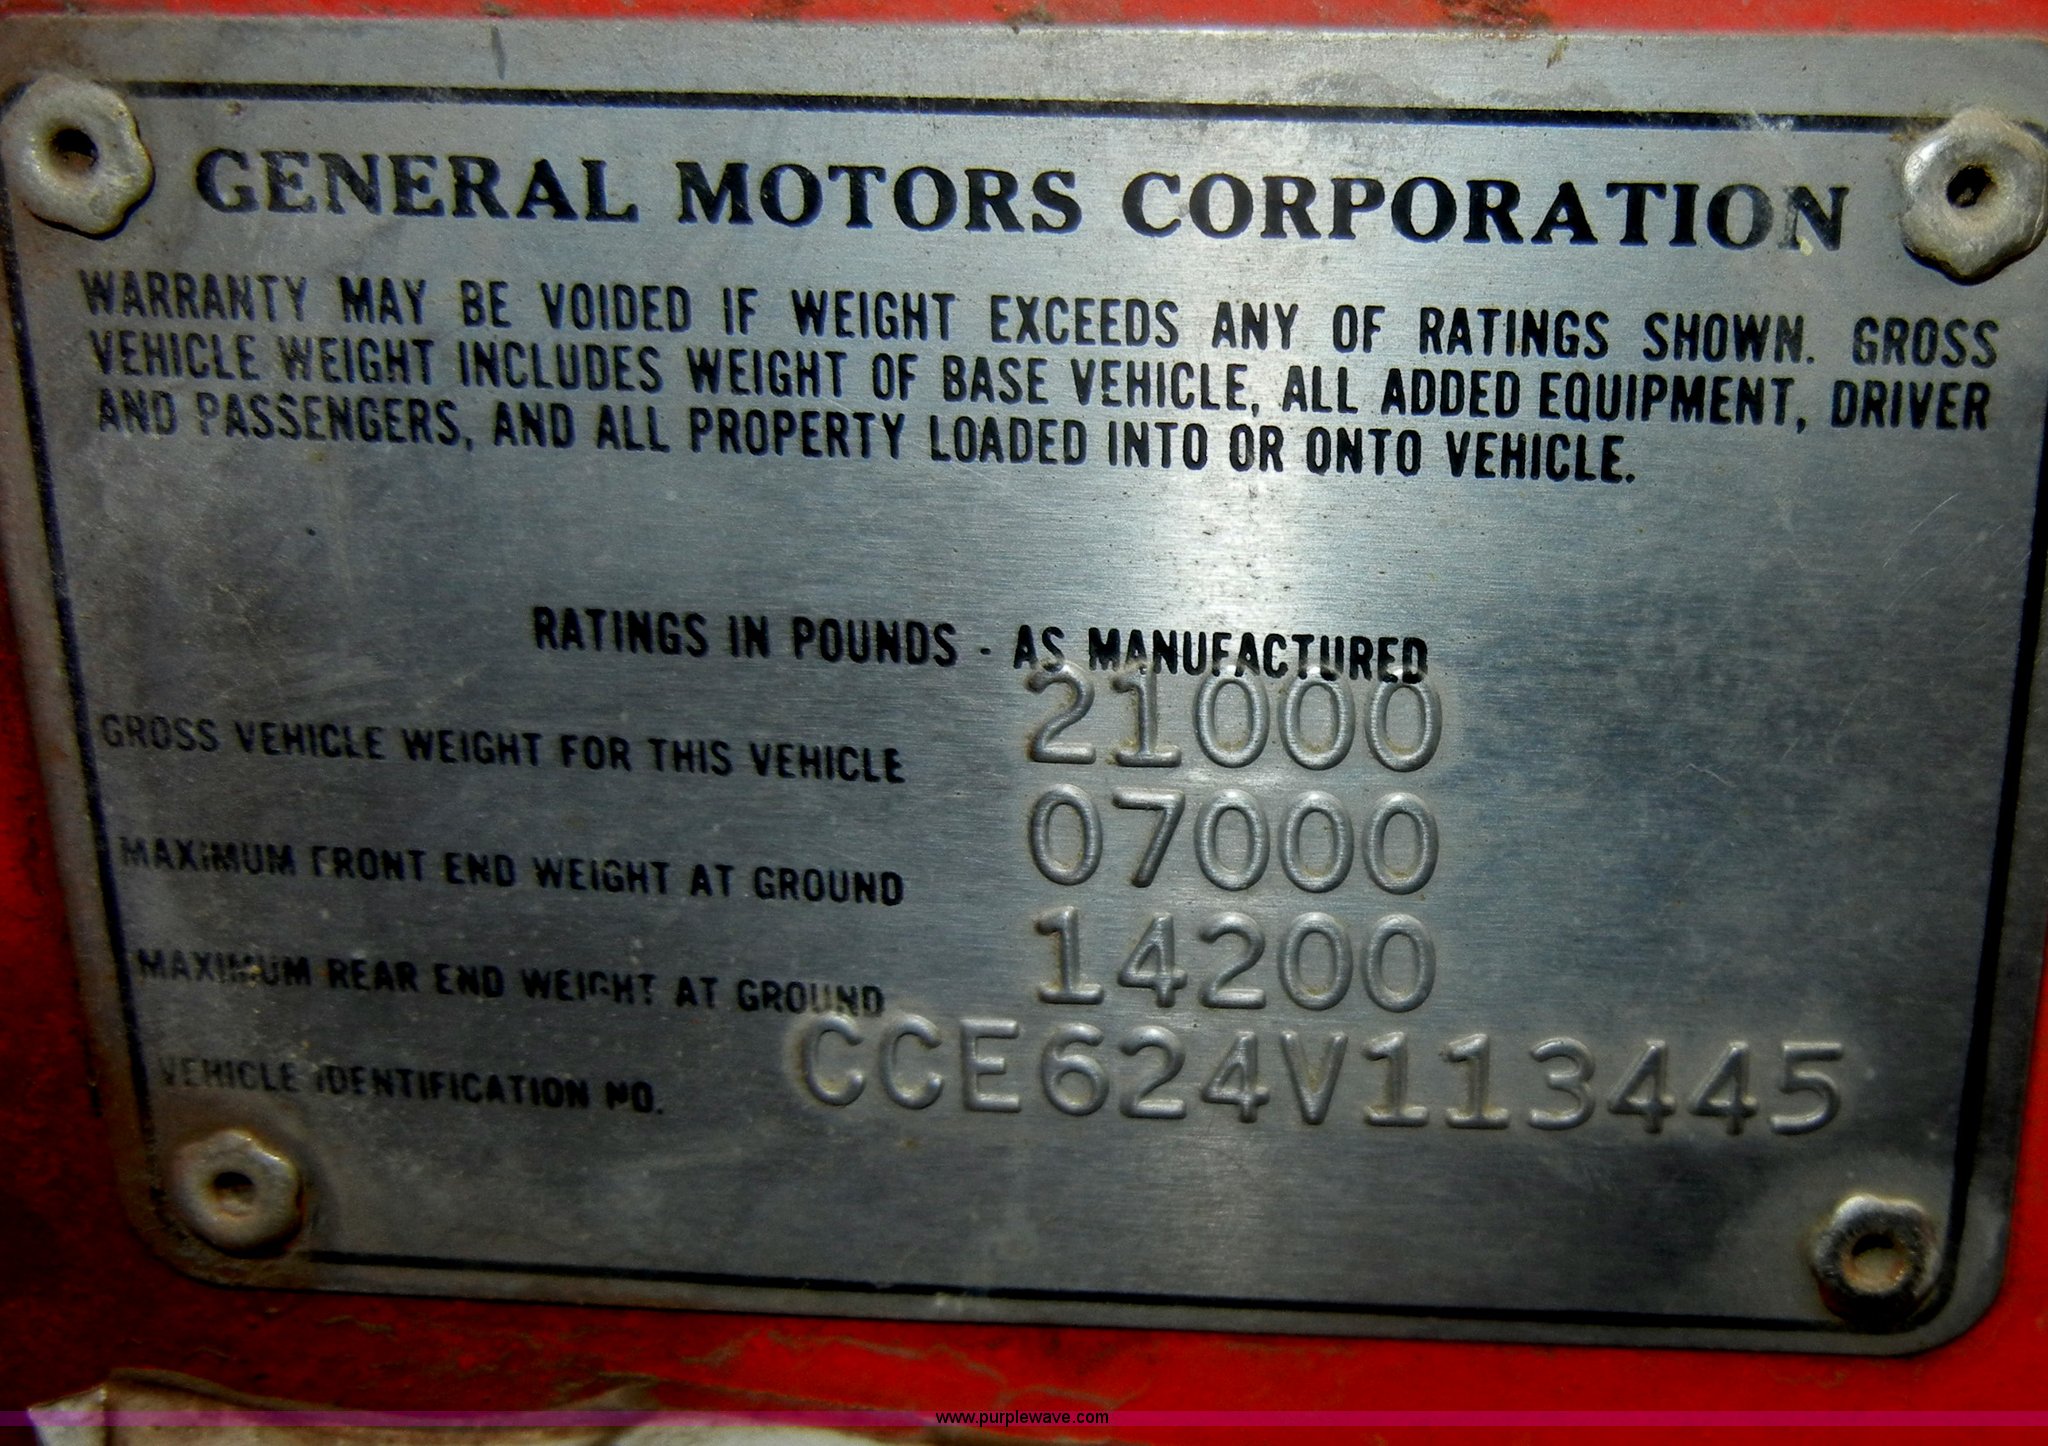 GENERAL MOTORS CORPORATION
WARRANTY MAY BE VOIDED IF WEIGHT EXCEEDS ANY OF RATINGS SHOWN. GROSS
VEHICLE WEIGHT INCLUDES WEIGHT OF BASE VEHICLE, ALL ADDED EQUIPMENT, DRIVER
AND PASSENGERS, AND ALL PROPERTY LOADED INTO OR ONTO VEHICLE.
RATINGS IN POUNDS - AS MANUFACTURED
GROSS VEHICLE WEIGHT FOR THIS VEHICLE 21000
MAXIMUM FRONT END WEIGHT AT GROUND 07000
MAXIMUM REAR END WEIGHT AT GROUND 14200
VEHICLE IDENTIFICATION NO. CCE624V113445
www.purplewave.com